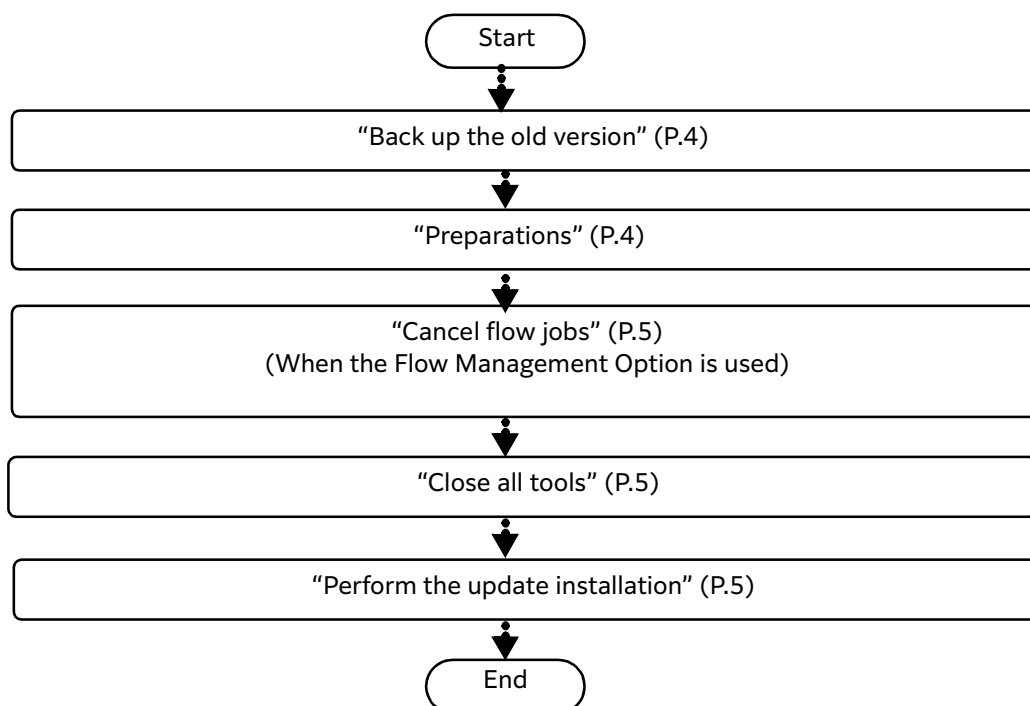 Start
“Back up the old version” (P.4)
“Preparations” (P.4)
“Cancel flow jobs” (P.5)
(When the Flow Management Option is used)
“Close all tools” (P.5)
“Perform the update installation” (P.5)
End